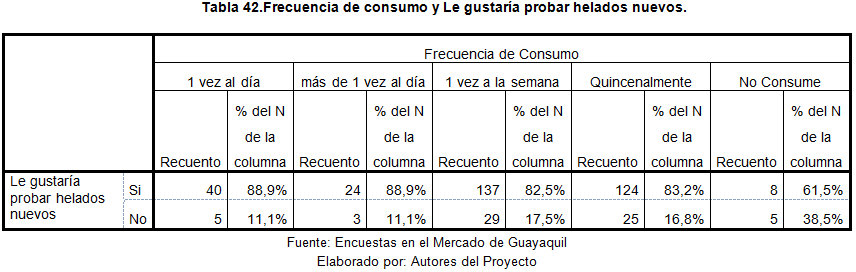 Tabla 42.Frecuencia de consumo y Le gustaría probar helados nuevos.
Frecuencia de Consumo
1 vez al día más de 1 vez al día 1 vez a la semana Quincenalmente No Consume
Recuento % del N de la columna Recuento % del N de la columna Recuento % del N de la columna Recuento % del N de la columna Recuento % del N de la columna
Le gustaría probar helados nuevos Si 40 88,9% 24 88,9% 137 82,5% 124 83,2% 8 61,5%
No 5 11,1% 3 11,1% 29 17,5% 25 16,8% 5 38,5%
Fuente: Encuestas en el Mercado de Guayaquil
Elaborado por: Autores del Proyecto